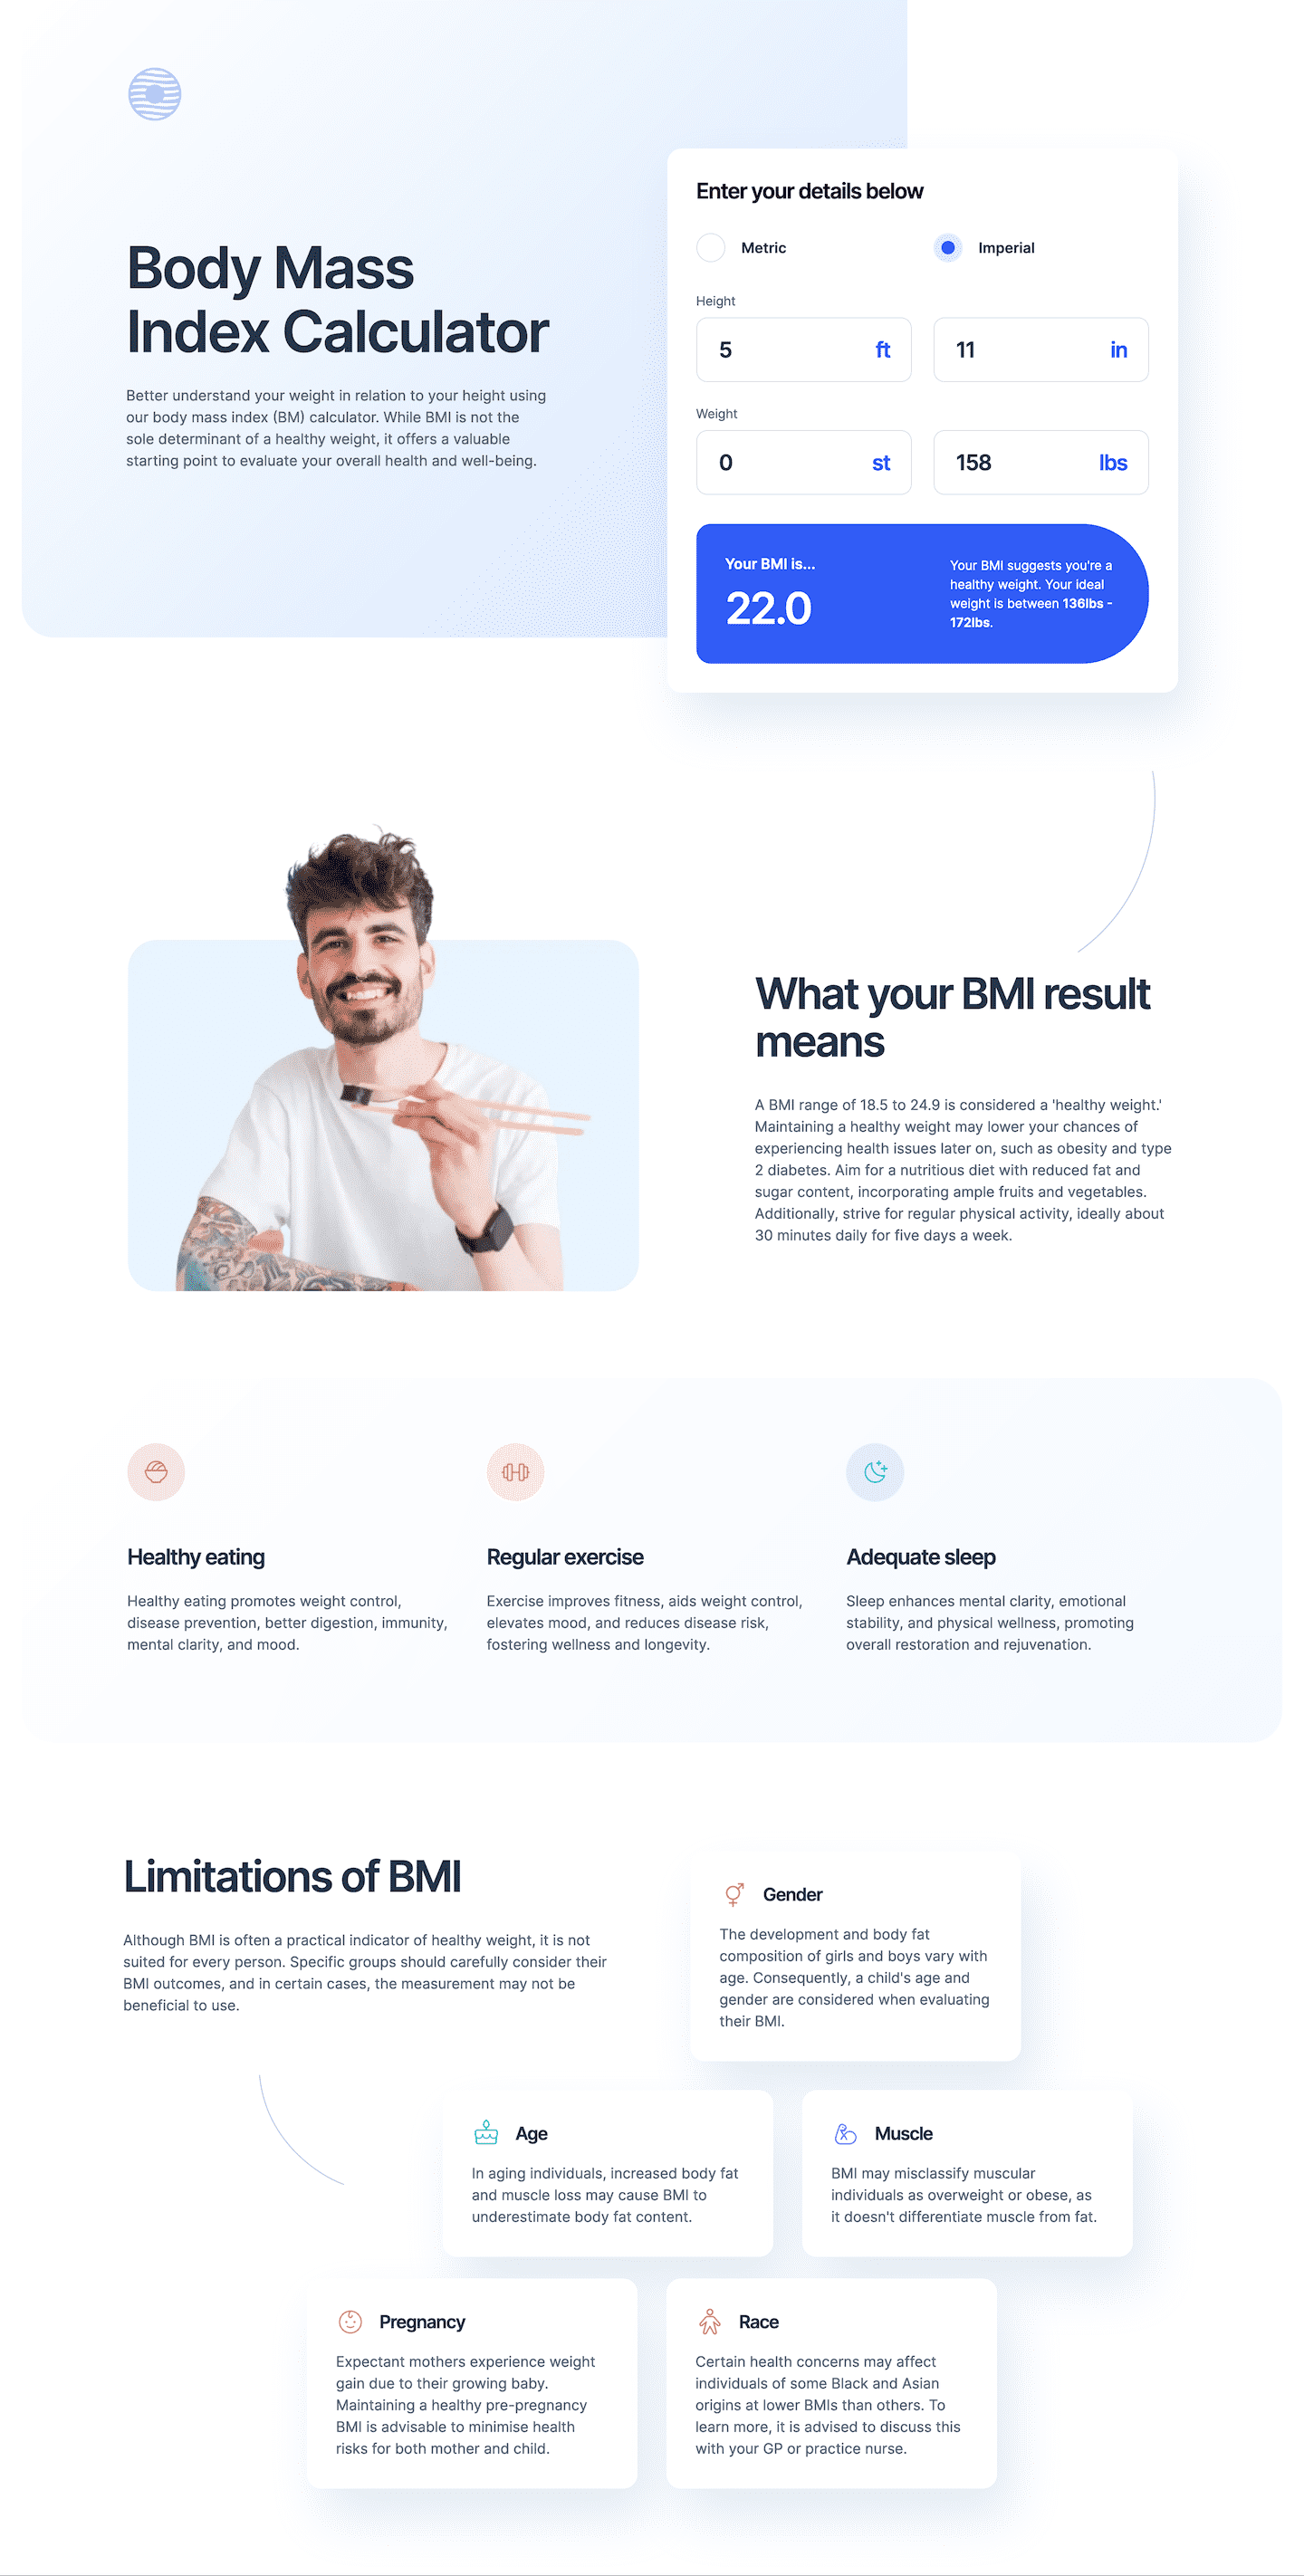 Body Mass
Index Calculator
Better understand your weight in relation to your height using
our body mass index (BM) calculator. While BMI is not the
sole determinant of a healthy weight, it offers a valuable
starting point to evaluate your overall health and well-being.
Enter your details below
Metric
Imperial
Height
5 ft
11 in
Weight
0 st
158 lbs
Your BMI is...
22.0
Your BMI suggests you're a
healthy weight. Your ideal
weight is between 136lbs -
172lbs.
What your BMI result
means
A BMI range of 18.5 to 24.9 is considered a 'healthy weight.'
Maintaining a healthy weight may lower your chances of
experiencing health issues later on, such as obesity and type
2 diabetes. Aim for a nutritious diet with reduced fat and
sugar content, incorporating ample fruits and vegetables.
Additionally, strive for regular physical activity, ideally about
30 minutes daily for five days a week.
Healthy eating
Healthy eating promotes weight control,
disease prevention, better digestion, immunity,
mental clarity, and mood.
Regular exercise
Exercise improves fitness, aids weight control,
elevates mood, and reduces disease risk,
fostering wellness and longevity.
Adequate sleep
Sleep enhances mental clarity, emotional
stability, and physical wellness, promoting
overall restoration and rejuvenation.
Limitations of BMI
Although BMI is often a practical indicator of healthy weight, it is not
suited for every person. Specific groups should carefully consider their
BMI outcomes, and in certain cases, the measurement may not be
beneficial to use.
Gender
The development and body fat
composition of girls and boys vary with
age. Consequently, a child's age and
gender are considered when evaluating
their BMI.
Age
In aging individuals, increased body fat
and muscle loss may cause BMI to
underestimate body fat content.
Muscle
BMI may misclassify muscular
individuals as overweight or obese, as
it doesn't differentiate muscle from fat.
Pregnancy
Expectant mothers experience weight
gain due to their growing baby.
Maintaining a healthy pre-pregnancy
BMI is advisable to minimise health
risks for both mother and child.
Race
Certain health concerns may affect
individuals of some Black and Asian
origins at lower BMIs than others. To
learn more, it is advised to discuss this
with your GP or practice nurse.